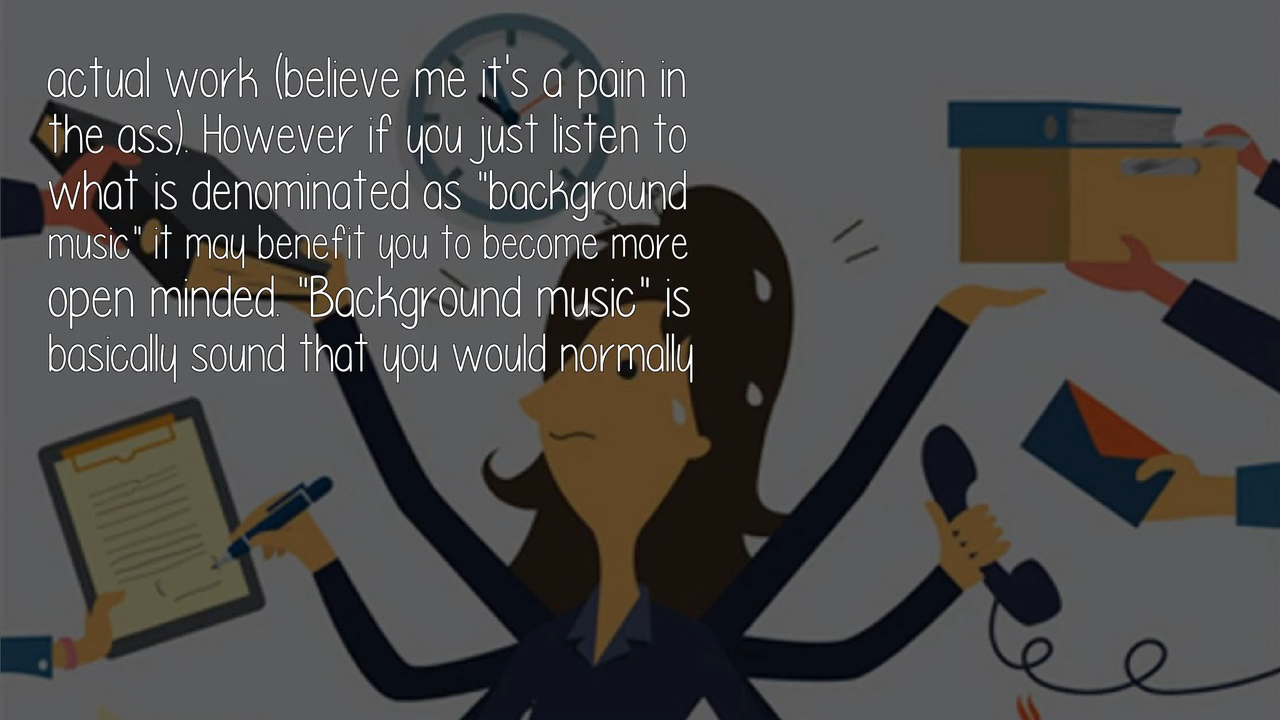 actual work (believe me it's a pain in
the ass). However if you just listen to
what is denominated as "background
music" it may benefit you to become more
open minded. "Background music" is
basically sound that you would normally